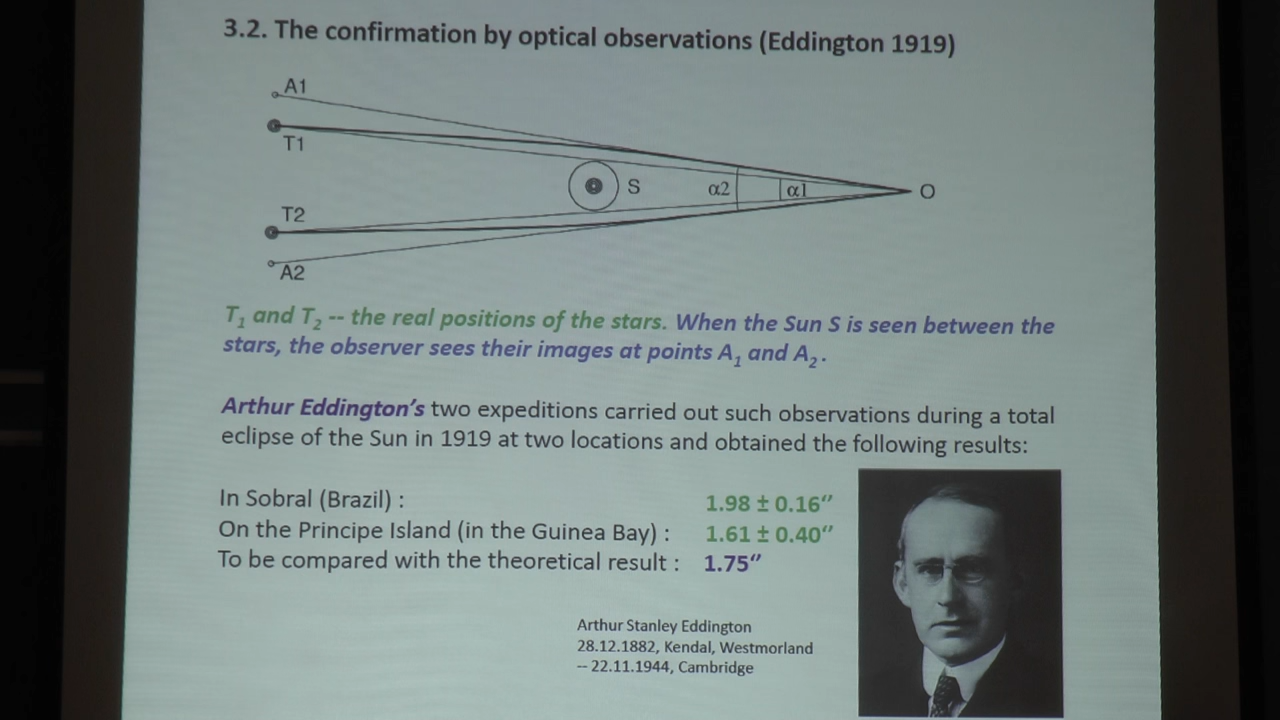 3.2. The confirmation by optical observations (Eddington 1919)
A1
T1
S
α2
α1
O
T2
A2
T₁ and T₂ -- the real positions of the stars. When the Sun S is seen between the
stars, the observer sees their images at points A₁ and A₂.
Arthur Eddington's two expeditions carried out such observations during a total
eclipse of the Sun in 1919 at two locations and obtained the following results:
In Sobral (Brazil) : 1.98 ± 0.16″
On the Principe Island (in the Guinea Bay) : 1.61 ± 0.40″
To be compared with the theoretical result : 1.75″
Arthur Stanley Eddington
28.12.1882, Kendal, Westmorland
-- 22.11.1944, Cambridge